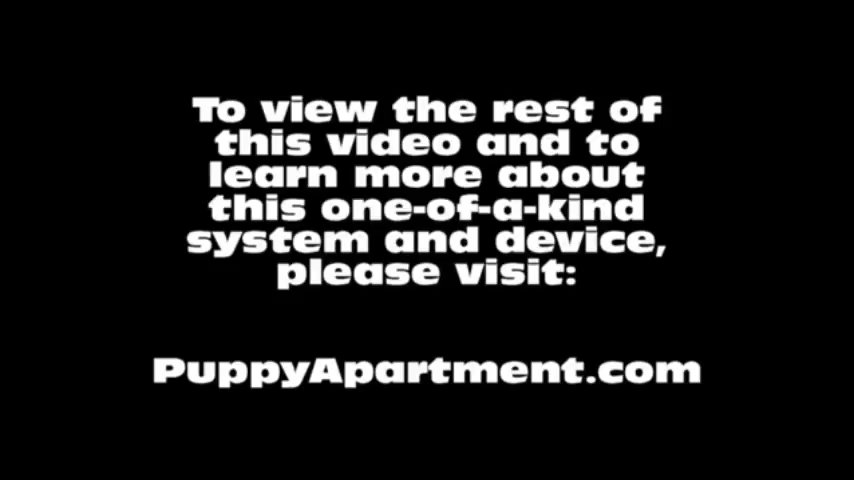 To view the rest of
this video and to
learn more about
this one-of-a-kind
system and device,
please visit:
PuppyApartment.com